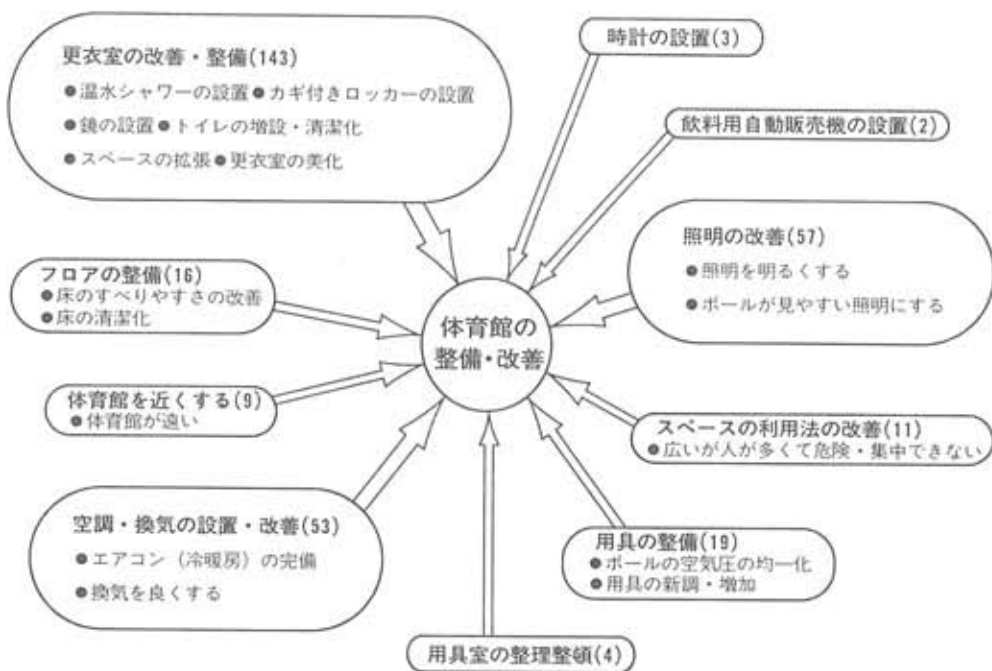 更衣室の改善・整備(143)
●温水シャワーの設置●カギ付きロッカーの設置
●鏡の設置●トイレの増設・清潔化
●スペースの拡張●更衣室の美化
時計の設置(3)
飲料用自動販売機の設置(2)
照明の改善(57)
●照明を明るくする
●ボールが見やすい照明にする
フロアの整備(16)
●床のすべりやすさの改善
●床の清潔化
体育館の
整備・改善
体育館を近くする(9)
●体育館が遠い
スペースの利用法の改善(11)
●広いが人が多くて危険・集中できない
空調・換気の設置・改善(53)
●エアコン(冷暖房)の完備
●換気を良くする
用具の整備(19)
●ボールの空気圧の均一化
●用具の新調・増加
用具室の整理整頓(4)